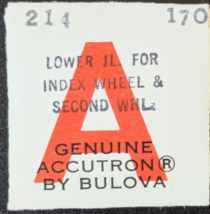 214 170
LOWER JL. FOR
INDEX WHEEL &
SECOND WHL.
A
GENUINE
ACCUTRON®
BY BULOVA